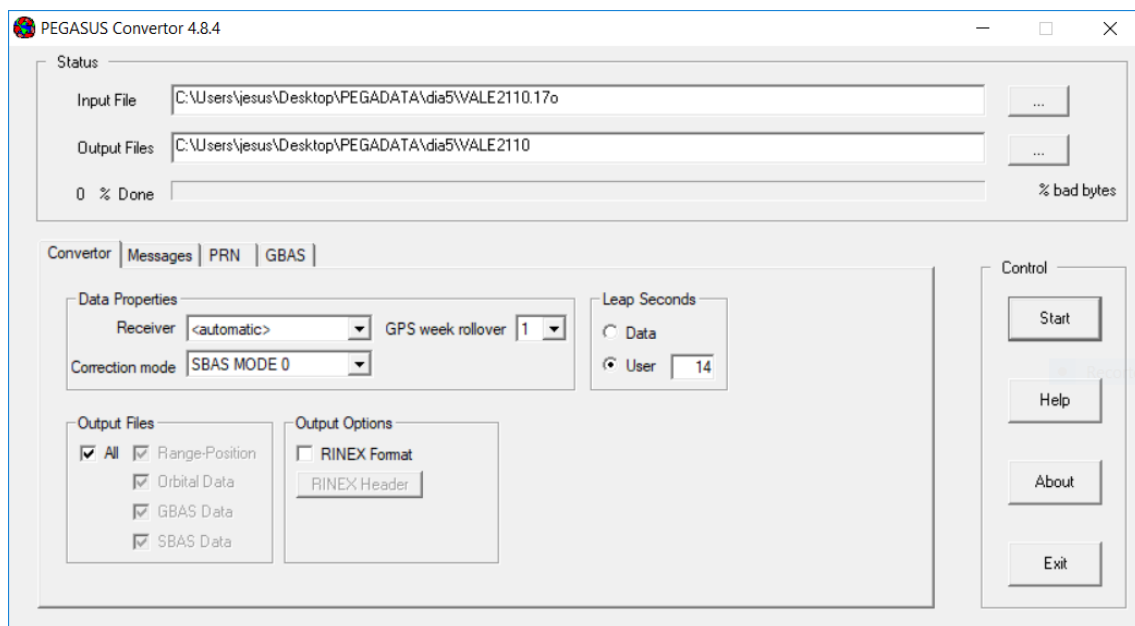 PEGASUS Convertor 4.8.4
Status
Input File C:\Users\jesus\Desktop\PEGADATA\dia5\VALE2110.17o ...
Output Files C:\Users\jesus\Desktop\PEGADATA\dia5\VALE2110 ...
0 % Done % bad bytes
Convertor Messages PRN GBAS
Control
Data Properties
Receiver <automatic> GPS week rollover 1
Correction mode SBAS MODE 0
Leap Seconds
Data
User 14
Start
Help
About
Exit
Output Files
All Range-Position
Orbital Data
GBAS Data
SBAS Data
Output Options
RINEX Format
RINEX Header